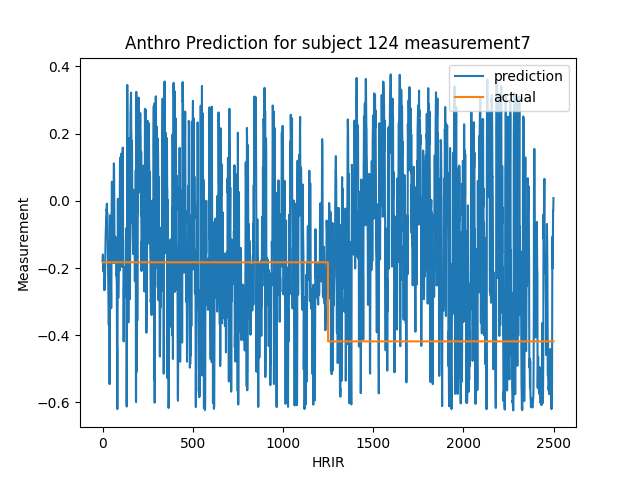 Anthro Prediction for subject 124 measurement7
prediction
actual
0.4
0.2
0.0
−0.2
−0.4
−0.6
Measurement
0 500 1000 1500 2000 2500
HRIR